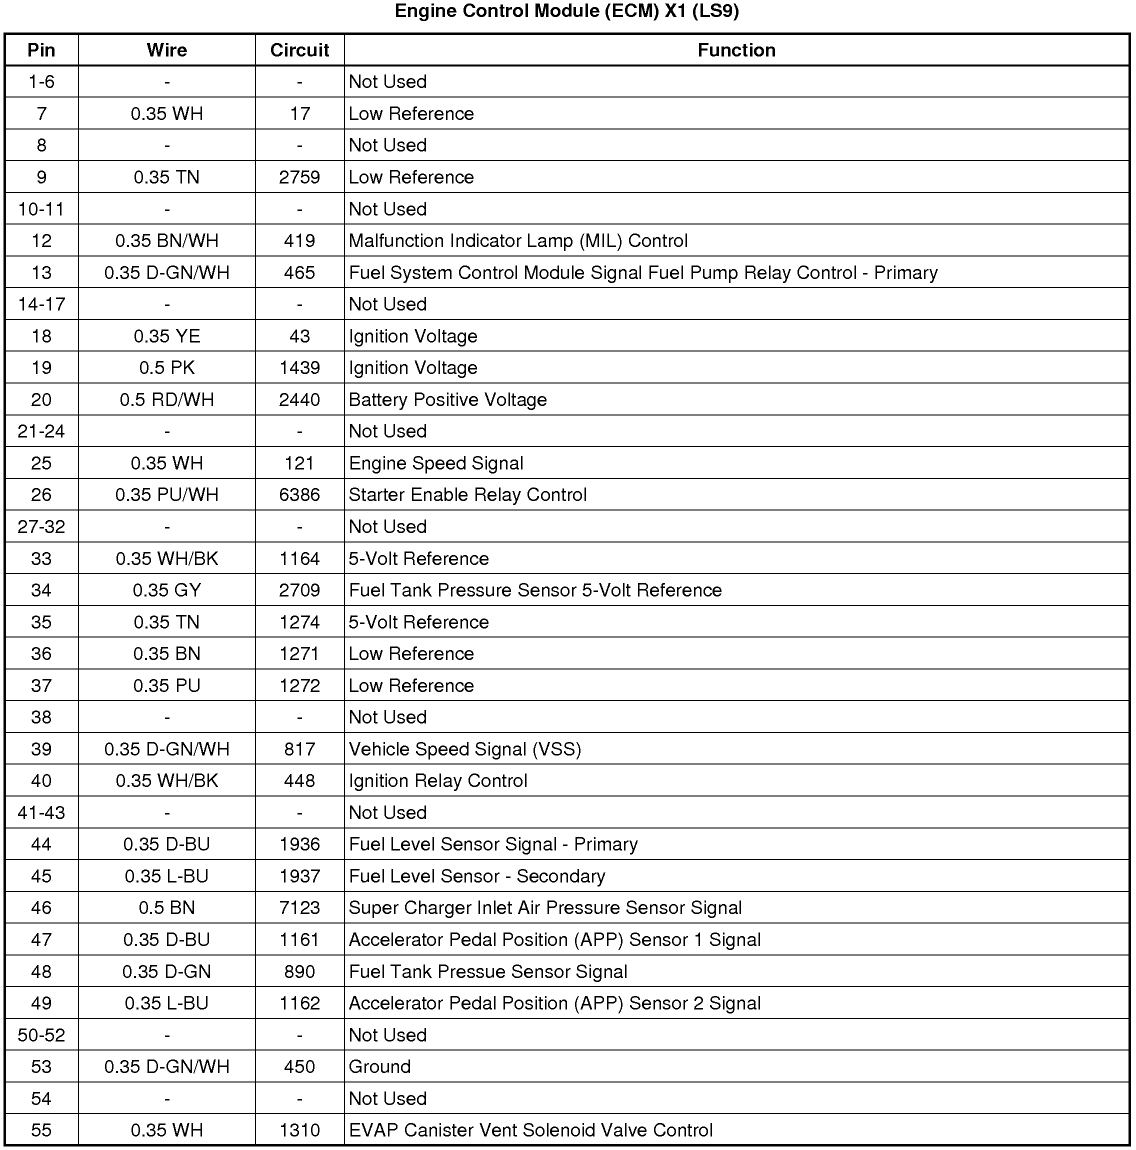 Engine Control Module (ECM) X1 (LS9)
Pin Wire Circuit Function
1-6 - - Not Used
7 0.35 WH 17 Low Reference
8 - - Not Used
9 0.35 TN 2759 Low Reference
10-11 - - Not Used
12 0.35 BN/WH 419 Malfunction Indicator Lamp (MIL) Control
13 0.35 D-GN/WH 465 Fuel System Control Module Signal Fuel Pump Relay Control - Primary
14-17 - - Not Used
18 0.35 YE 43 Ignition Voltage
19 0.5 PK 1439 Ignition Voltage
20 0.5 RD/WH 2440 Battery Positive Voltage
21-24 - - Not Used
25 0.35 WH 121 Engine Speed Signal
26 0.35 PU/WH 6386 Starter Enable Relay Control
27-32 - - Not Used
33 0.35 WH/BK 1164 5-Volt Reference
34 0.35 GY 2709 Fuel Tank Pressure Sensor 5-Volt Reference
35 0.35 TN 1274 5-Volt Reference
36 0.35 BN 1271 Low Reference
37 0.35 PU 1272 Low Reference
38 - - Not Used
39 0.35 D-GN/WH 817 Vehicle Speed Signal (VSS)
40 0.35 WH/BK 448 Ignition Relay Control
41-43 - - Not Used
44 0.35 D-BU 1936 Fuel Level Sensor Signal - Primary
45 0.35 L-BU 1937 Fuel Level Sensor - Secondary
46 0.5 BN 7123 Super Charger Inlet Air Pressure Sensor Signal
47 0.35 D-BU 1161 Accelerator Pedal Position (APP) Sensor 1 Signal
48 0.35 D-GN 890 Fuel Tank Pressue Sensor Signal
49 0.35 L-BU 1162 Accelerator Pedal Position (APP) Sensor 2 Signal
50-52 - - Not Used
53 0.35 D-GN/WH 450 Ground
54 - - Not Used
55 0.35 WH 1310 EVAP Canister Vent Solenoid Valve Control